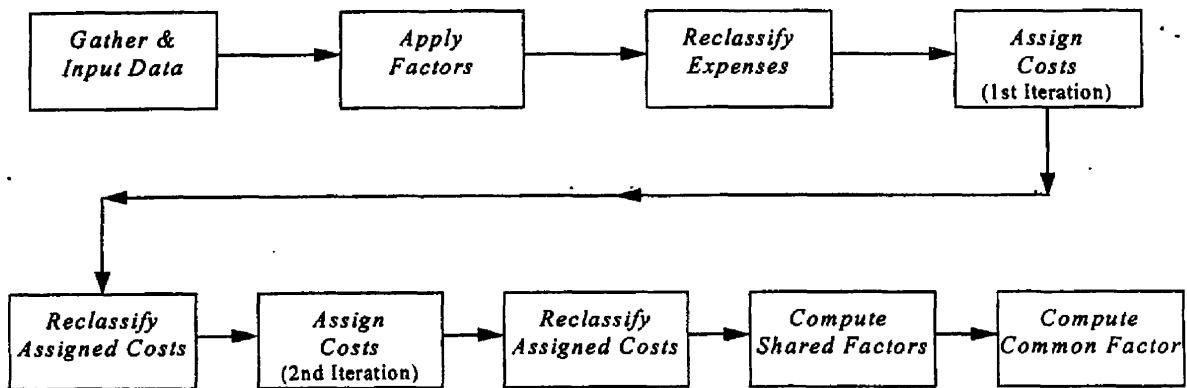 Gather &
Input Data
Apply
Factors
Reclassify
Expenses
Assign
Costs
(1st Iteration)
Reclassify
Assigned Costs
Assign
Costs
(2nd Iteration)
Reclassify
Assigned Costs
Compute
Shared Factors
Compute
Common Factor